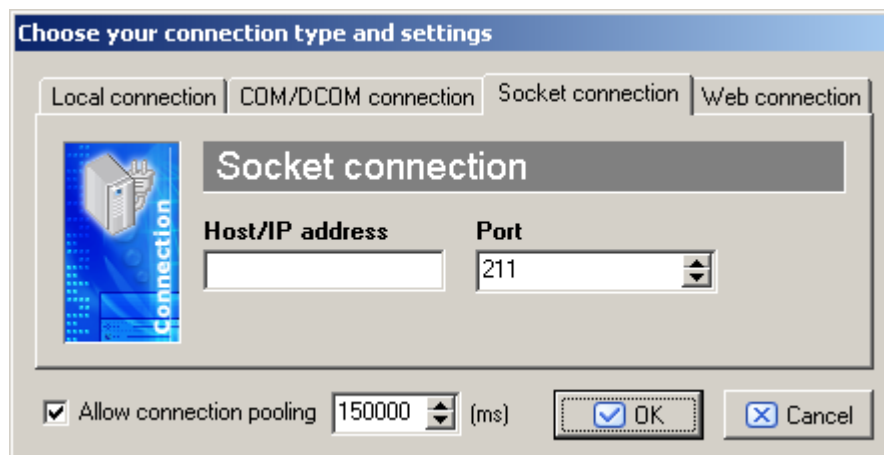 Choose your connection type and settings
Local connection COM/DCOM connection Socket connection Web connection
Socket connection
Connection
Host/IP address Port
211
Allow connection pooling 150000 (ms) OK Cancel